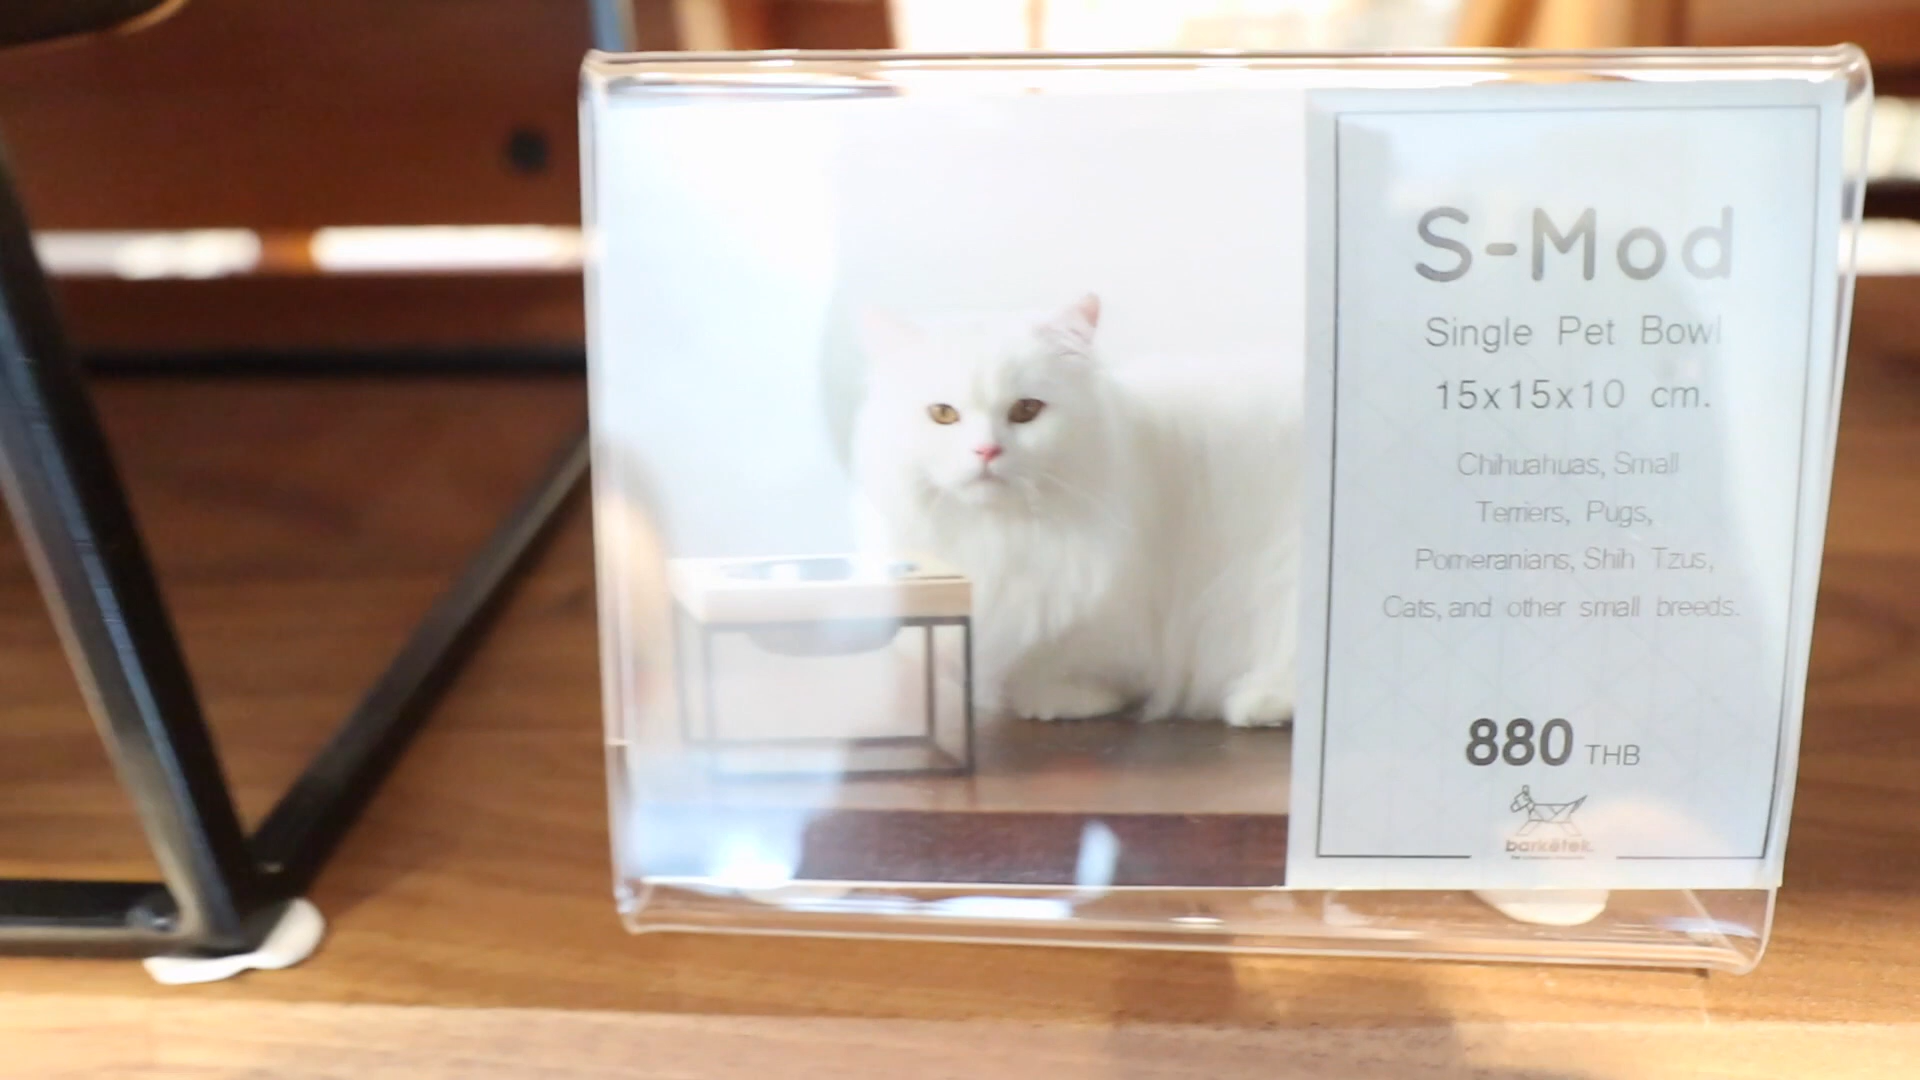 S-Mod
Single Pet Bowl
15x15x10 cm.
Chihuahuas, Small
Terriers, Pugs,
Pomeranians, Shih Tzus,
Cats, and other small breeds.
880 THB
barketek.